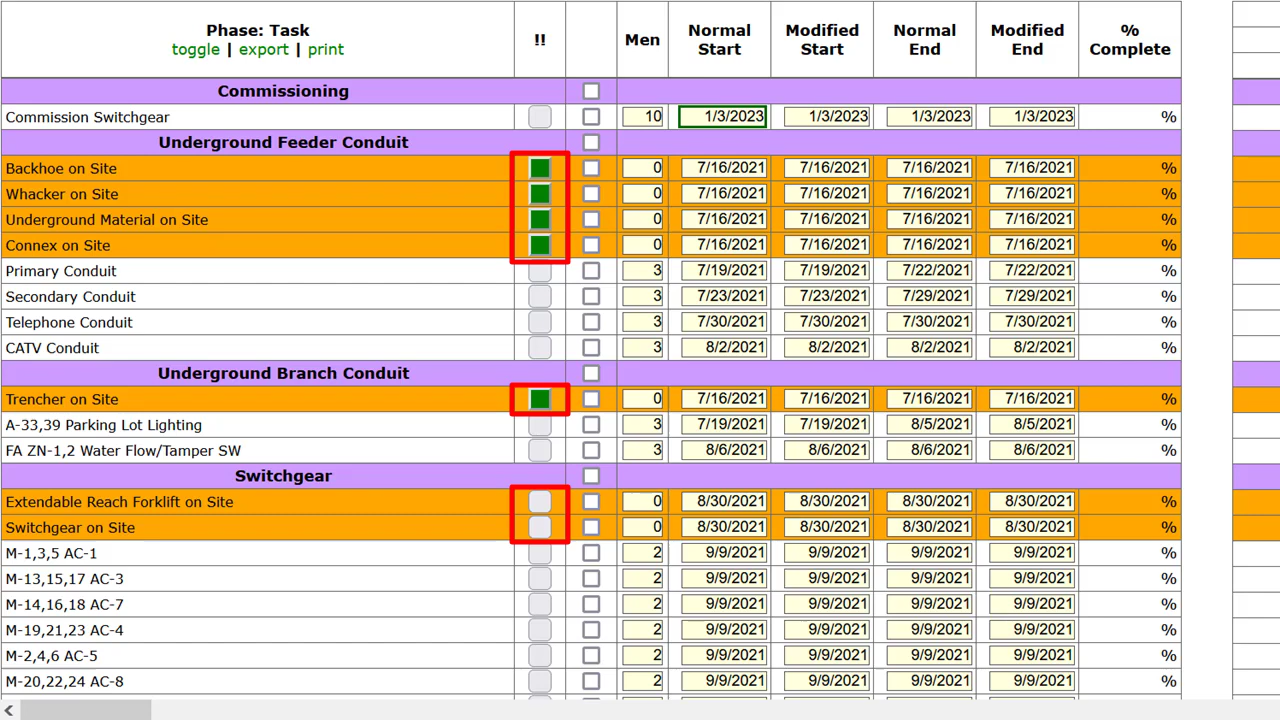 Phase: Task
toggle | export | print
!!
Men
Normal Start
Modified Start
Normal End
Modified End
% Complete
Commissioning
Commission Switchgear 10 1/3/2023 1/3/2023 1/3/2023 1/3/2023 %
Underground Feeder Conduit
Backhoe on Site 0 7/16/2021 7/16/2021 7/16/2021 7/16/2021 %
Whacker on Site 0 7/16/2021 7/16/2021 7/16/2021 7/16/2021 %
Underground Material on Site 0 7/16/2021 7/16/2021 7/16/2021 7/16/2021 %
Connex on Site 0 7/16/2021 7/16/2021 7/16/2021 7/16/2021 %
Primary Conduit 3 7/19/2021 7/19/2021 7/22/2021 7/22/2021 %
Secondary Conduit 3 7/23/2021 7/23/2021 7/29/2021 7/29/2021 %
Telephone Conduit 3 7/30/2021 7/30/2021 7/30/2021 7/30/2021 %
CATV Conduit 3 8/2/2021 8/2/2021 8/2/2021 8/2/2021 %
Underground Branch Conduit
Trencher on Site 0 7/16/2021 7/16/2021 7/16/2021 7/16/2021 %
A-33,39 Parking Lot Lighting 3 7/19/2021 7/19/2021 8/5/2021 8/5/2021 %
FA ZN-1,2 Water Flow/Tamper SW 3 8/6/2021 8/6/2021 8/6/2021 8/6/2021 %
Switchgear
Extendable Reach Forklift on Site 0 8/30/2021 8/30/2021 8/30/2021 8/30/2021 %
Switchgear on Site 0 8/30/2021 8/30/2021 8/30/2021 8/30/2021 %
M-1,3,5 AC-1 2 9/9/2021 9/9/2021 9/9/2021 9/9/2021 %
M-13,15,17 AC-3 2 9/9/2021 9/9/2021 9/9/2021 9/9/2021 %
M-14,16,18 AC-7 2 9/9/2021 9/9/2021 9/9/2021 9/9/2021 %
M-19,21,23 AC-4 2 9/9/2021 9/9/2021 9/9/2021 9/9/2021 %
M-2,4,6 AC-5 2 9/9/2021 9/9/2021 9/9/2021 9/9/2021 %
M-20,22,24 AC-8 2 9/9/2021 9/9/2021 9/9/2021 9/9/2021 %